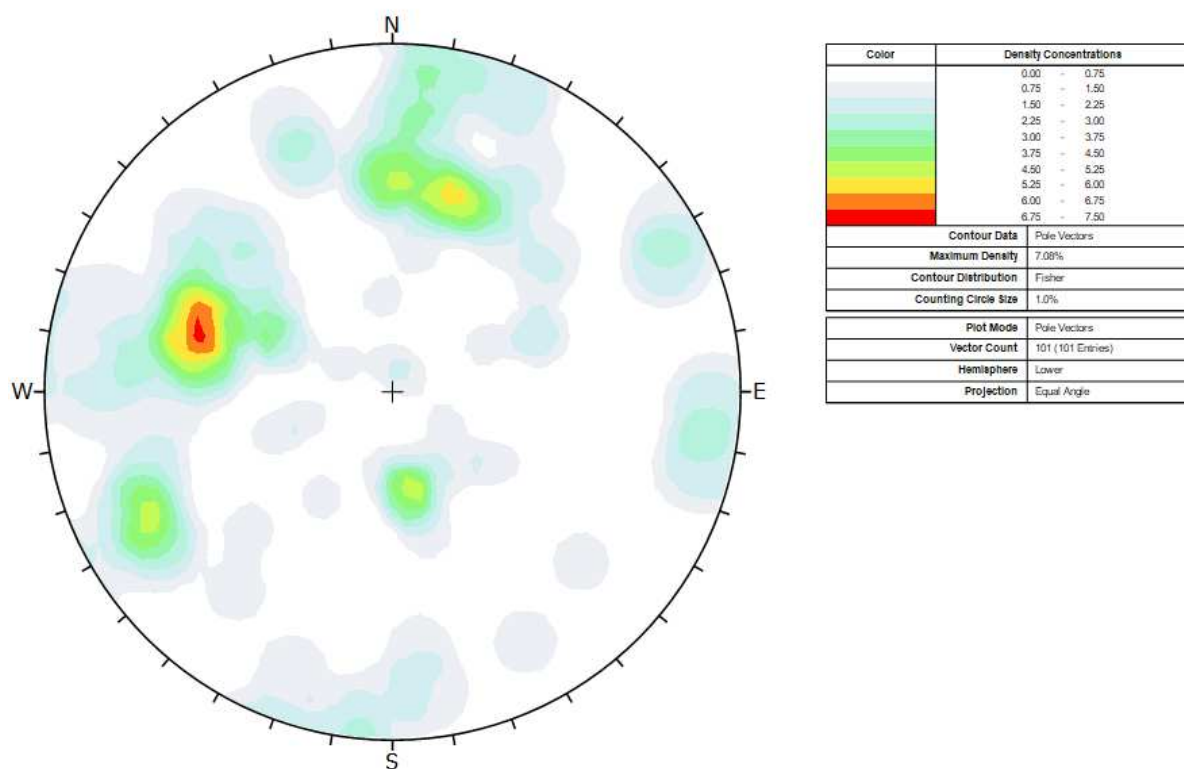 N
W
E
S
Color Density Concentrations
0.00 - 0.75
0.75 - 1.50
1.50 - 2.25
2.25 - 3.00
3.00 - 3.75
3.75 - 4.50
4.50 - 5.25
5.25 - 6.00
6.00 - 6.75
6.75 - 7.50
Contour Data Pole Vectors
Maximum Density 7.08%
Contour Distribution Fisher
Counting Circle Size 1.0%
Plot Mode Pole Vectors
Vector Count 101 (101 Entries)
Hemisphere Lower
Projection Equal Angle